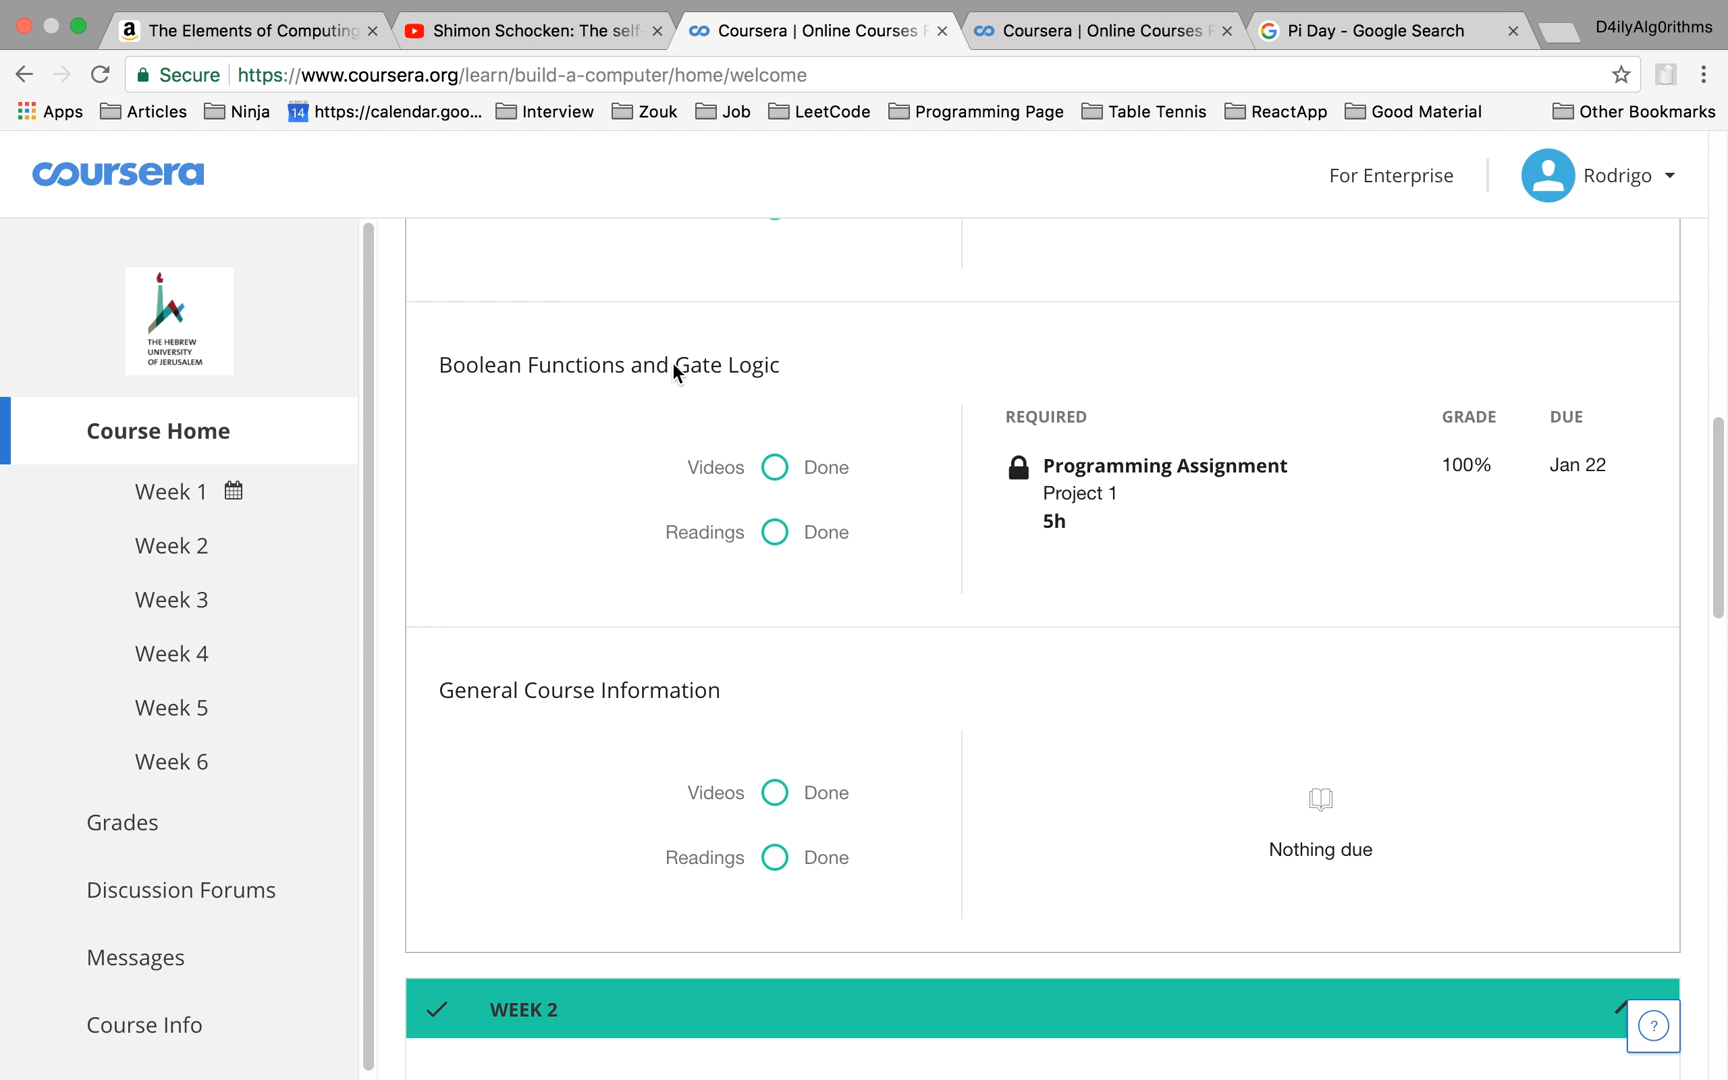 The Elements of Computing
Shimon Schocken: The self-
Coursera | Online Courses F
Coursera | Online Courses F
Pi Day - Google Search
D4ilyAlg0rithms
Secure
https://www.coursera.org/learn/build-a-computer/home/welcome
Apps
Articles
Ninja
14
https://calendar.goo...
Interview
Zouk
Job
LeetCode
Programming Page
Table Tennis
ReactApp
Good Material
Other Bookmarks
coursera
For Enterprise
Rodrigo
THE HEBREW
UNIVERSITY
OF JERUSALEM
Course Home
Week 1
Week 2
Week 3
Week 4
Week 5
Week 6
Grades
Discussion Forums
Messages
Course Info
Boolean Functions and Gate Logic
Videos Done
Readings Done
REQUIRED GRADE DUE
Programming Assignment 100% Jan 22
Project 1
5h
General Course Information
Videos Done
Readings Done
Nothing due
WEEK 2
?